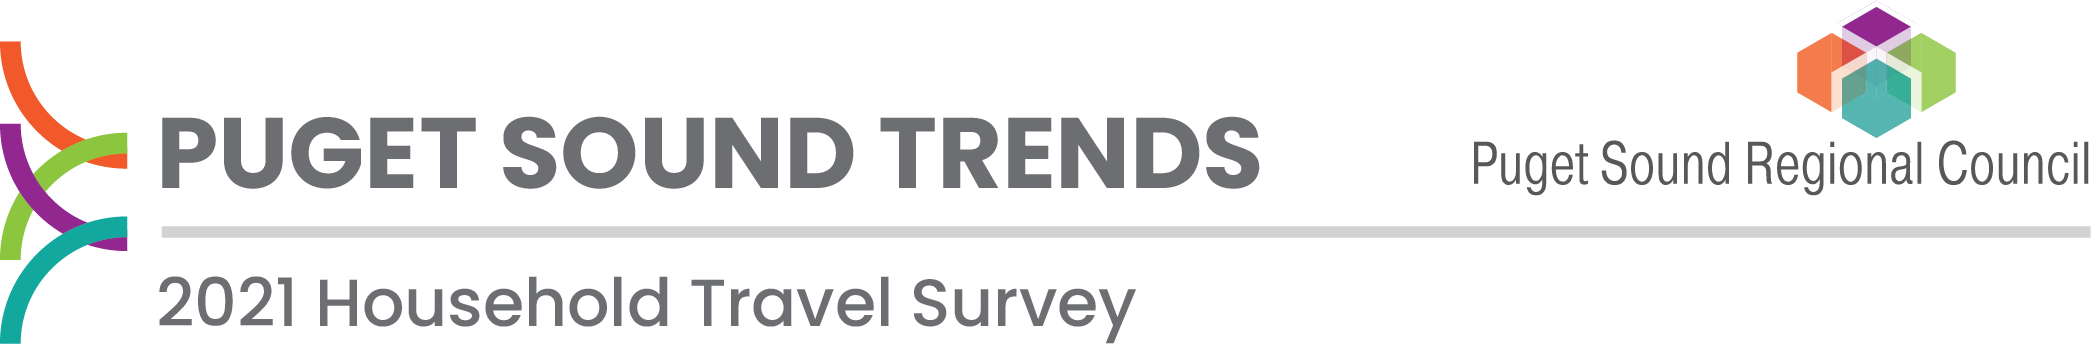 PUGET SOUND TRENDS
Puget Sound Regional Council
2021 Household Travel Survey